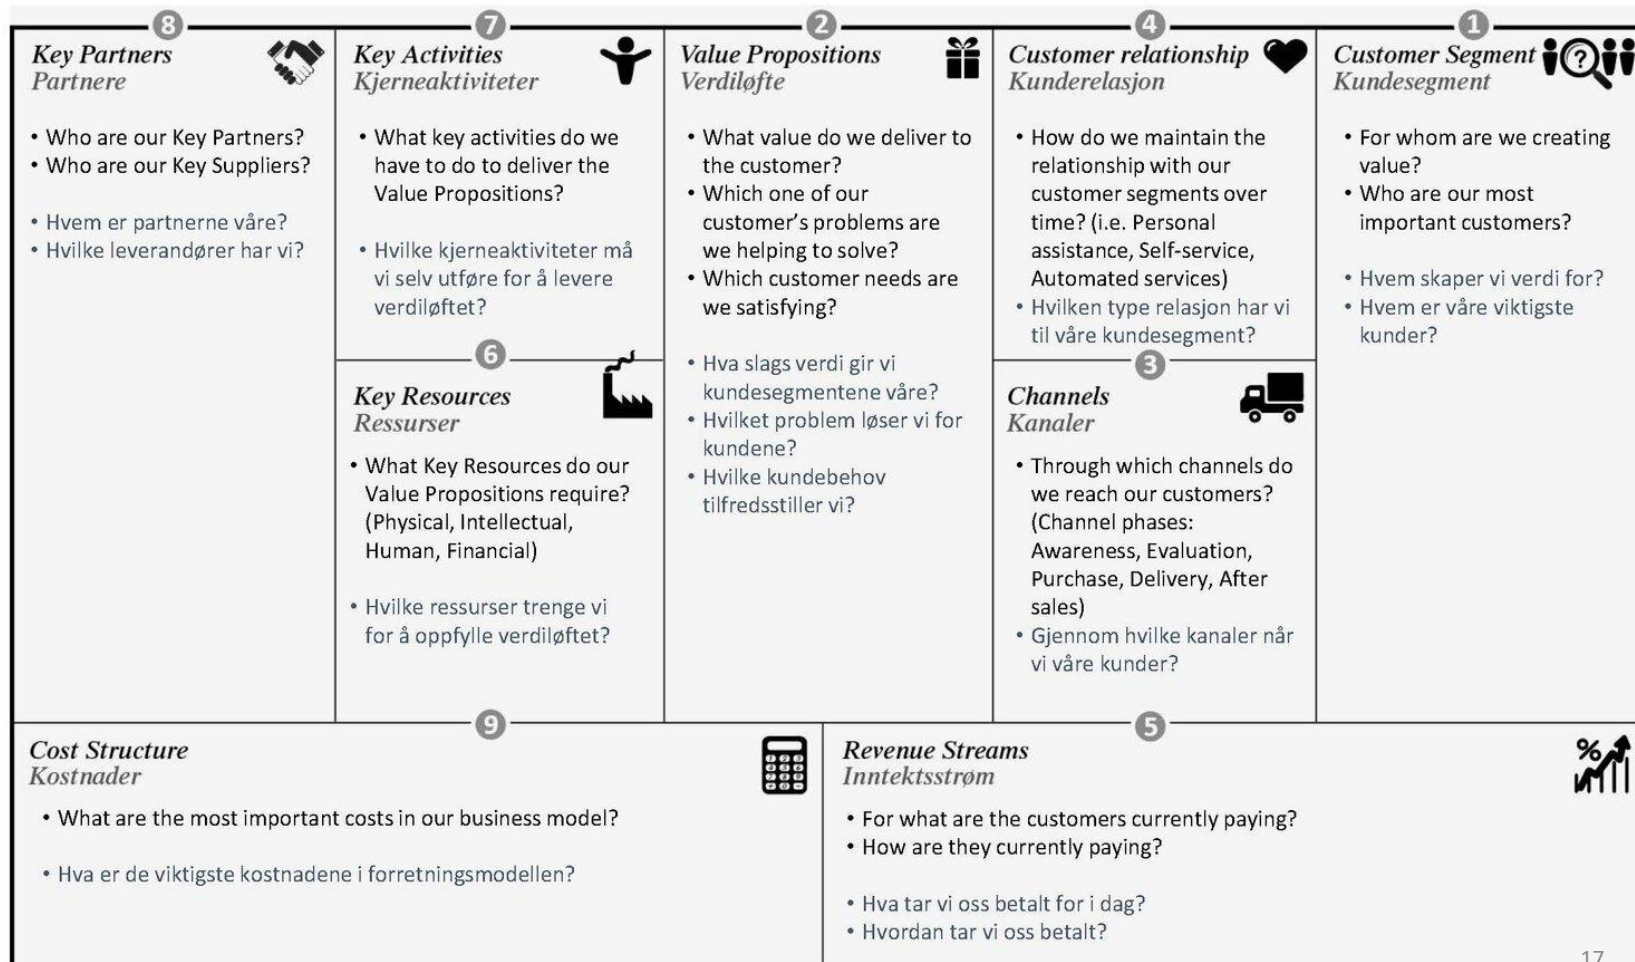 8
Key Partners
Partnere
• Who are our Key Partners?
• Who are our Key Suppliers?
• Hvem er partnerne våre?
• Hvilke leverandører har vi?
7
Key Activities
Kjerneaktiviteter
• What key activities do we
have to do to deliver the
Value Propositions?
• Hvilke kjerneaktiviteter må
vi selv utføre for å levere
verdiløftet?
6
Key Resources
Ressurser
• What Key Resources do our
Value Propositions require?
(Physical, Intellectual,
Human, Financial)
• Hvilke ressurser trenge vi
for å oppfylle verdiløftet?
2
Value Propositions
Verdiløfte
• What value do we deliver to
the customer?
• Which one of our
customer’s problems are
we helping to solve?
• Which customer needs are
we satisfying?
• Hva slags verdi gir vi
kundesegmentene våre?
• Hvilket problem løser vi for
kundene?
• Hvilke kundebehov
tilfredsstiller vi?
4
Customer relationship
Kunderelasjon
• How do we maintain the
relationship with our
customer segments over
time? (i.e. Personal
assistance, Self-service,
Automated services)
• Hvilken type relasjon har vi
til våre kundesegment?
3
Channels
Kanaler
• Through which channels do
we reach our customers?
(Channel phases:
Awareness, Evaluation,
Purchase, Delivery, After
sales)
• Gjennom hvilke kanaler når
vi våre kunder?
1
Customer Segment
?
Kundesegment
• For whom are we creating
value?
• Who are our most
important customers?
• Hvem skaper vi verdi for?
• Hvem er våre viktigste
kunder?
9
Cost Structure
Kostnader
• What are the most important costs in our business model?
• Hva er de viktigste kostnadene i forretningsmodellen?
5
Revenue Streams
%
Inntektsstrøm
• For what are the customers currently paying?
• How are they currently paying?
• Hva tar vi oss betalt for i dag?
• Hvordan tar vi oss betalt?
17